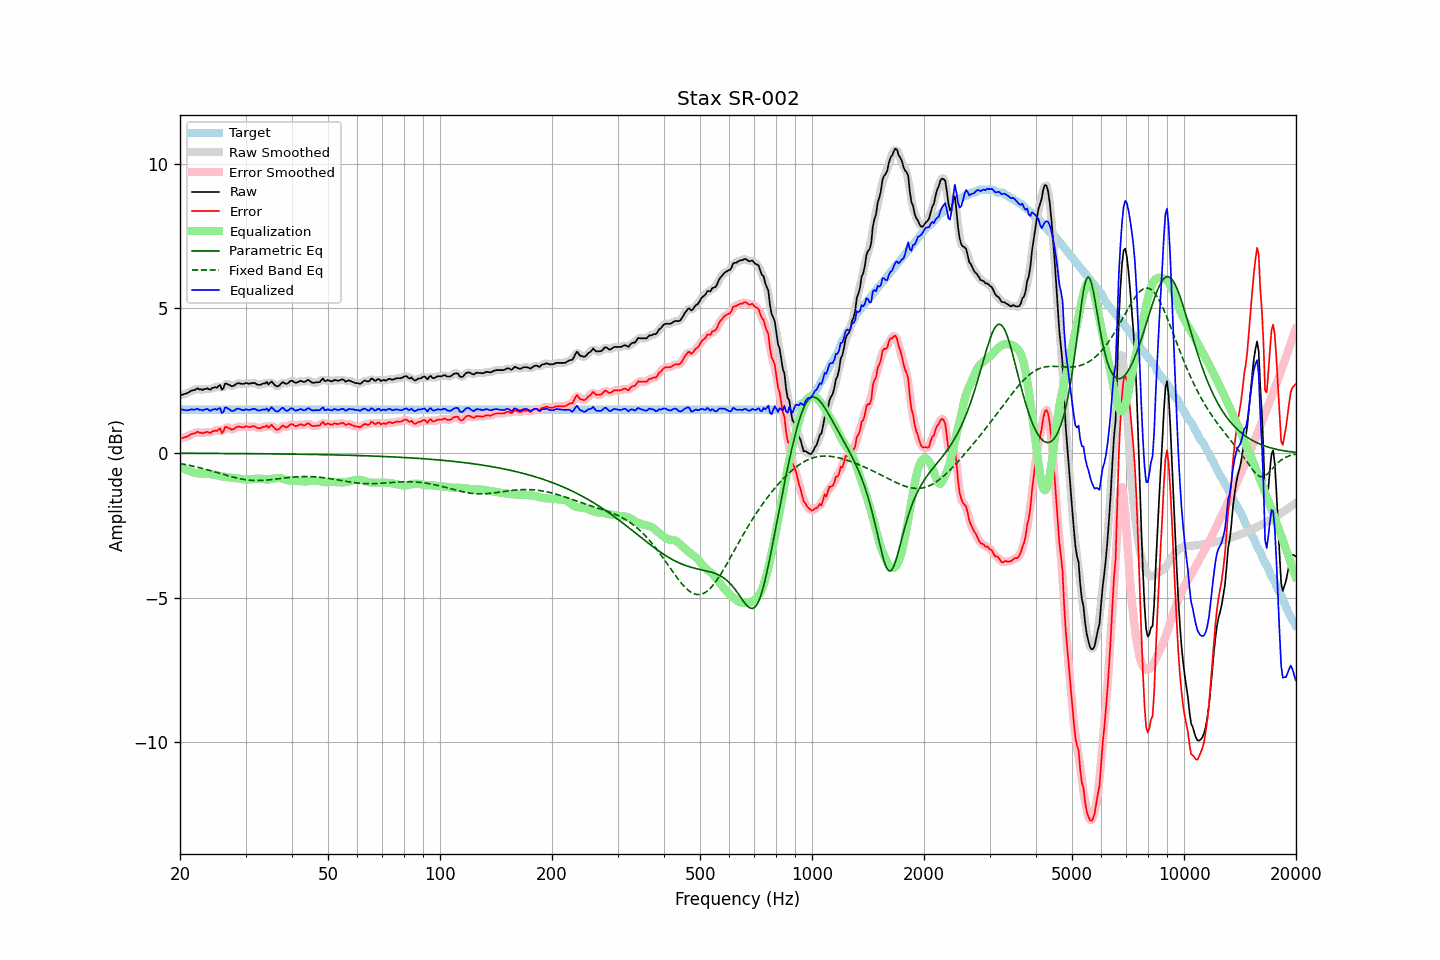 Stax SR-002
Target
Raw Smoothed
Error Smoothed
Raw
Error
Equalization
Parametric Eq
Fixed Band Eq
Equalized
10
5
0
−5
−10
Amplitude (dBr)
20 50 100 200 500 1000 2000 5000 10000 20000
Frequency (Hz)